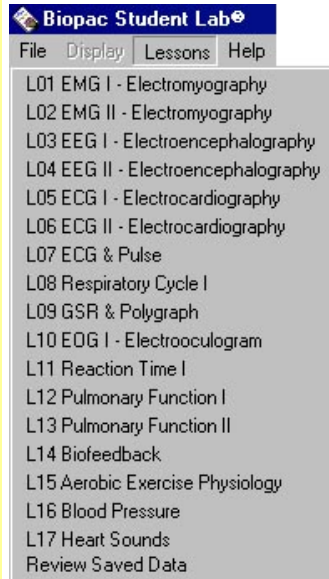 Biopac Student Lab®
File Display Lessons Help
L01 EMG I - Electromyography
L02 EMG II - Electromyography
L03 EEG I - Electroencephalography
L04 EEG II - Electroencephalography
L05 ECG I - Electrocardiography
L06 ECG II - Electrocardiography
L07 ECG & Pulse
L08 Respiratory Cycle I
L09 GSR & Polygraph
L10 EOG I - Electrooculogram
L11 Reaction Time I
L12 Pulmonary Function I
L13 Pulmonary Function II
L14 Biofeedback
L15 Aerobic Exercise Physiology
L16 Blood Pressure
L17 Heart Sounds
Review Saved Data